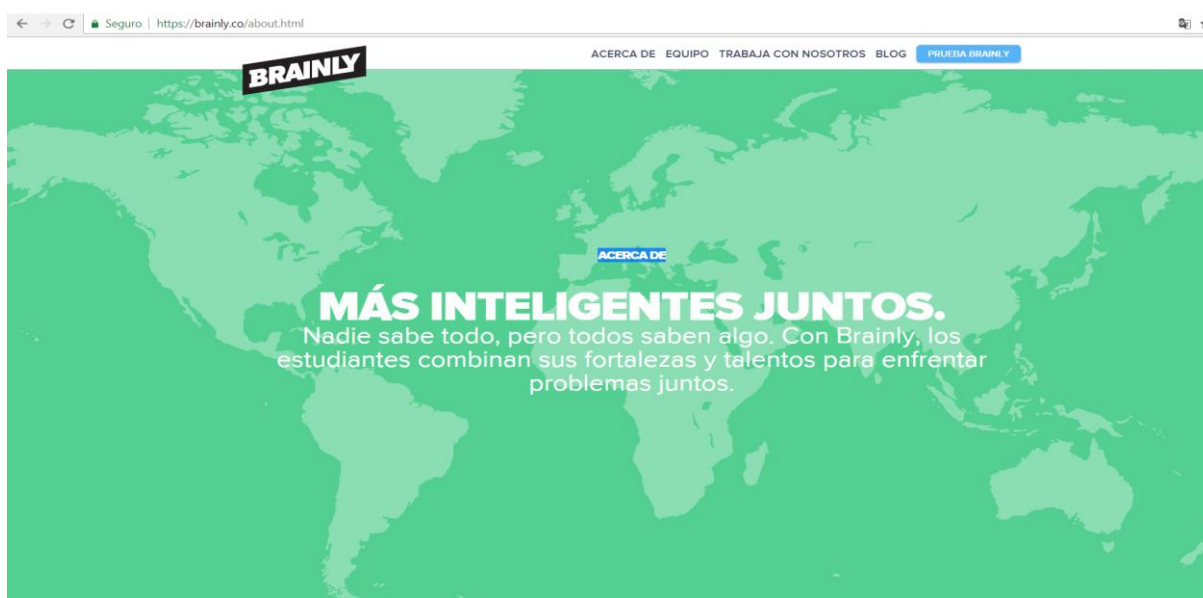 Seguro | https://brainly.co/about.html
BRAINLY
ACERCA DE EQUIPO TRABAJA CON NOSOTROS BLOG PRUEBA BRAINLY
ACERCA DE
MÁS INTELIGENTES JUNTOS.
Nadie sabe todo, pero todos saben algo. Con Brainly, los
estudiantes combinan sus fortalezas y talentos para enfrentar
problemas juntos.